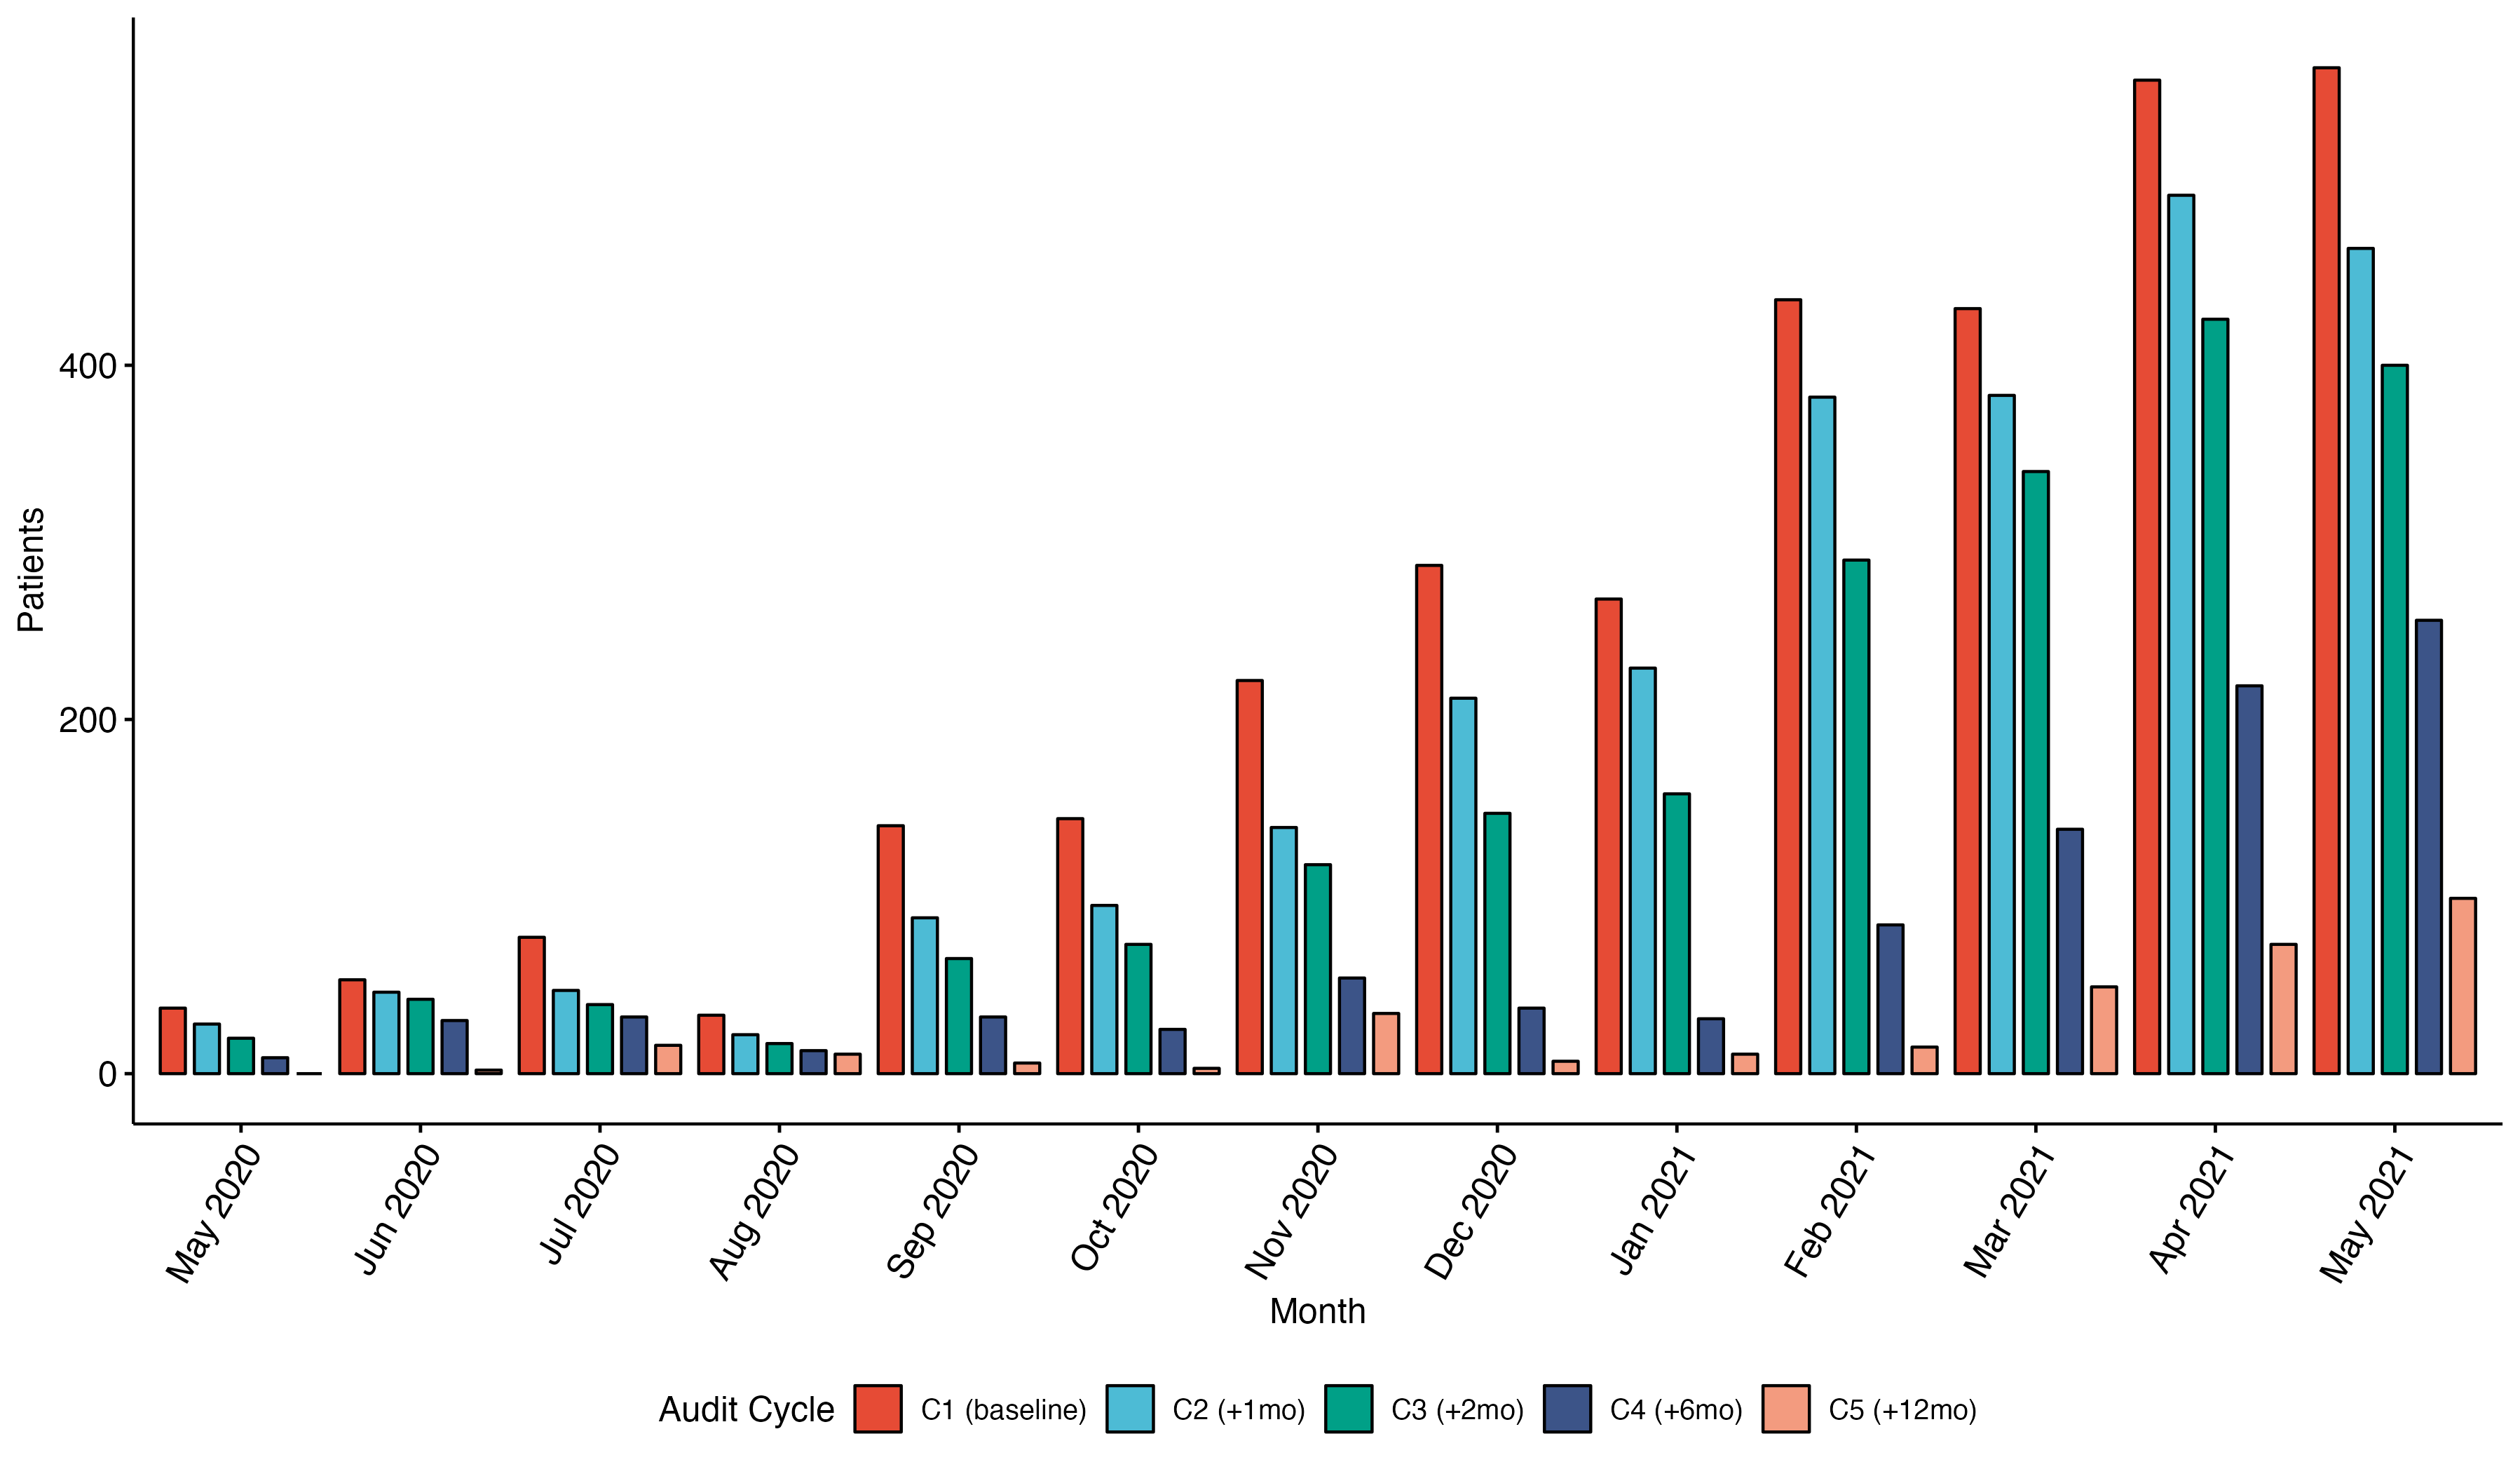 Patients
400
200
0
May 2020
Jun 2020
Jul 2020
Aug 2020
Sep 2020
Oct 2020
Nov 2020
Dec 2020
Jan 2021
Feb 2021
Mar 2021
Apr 2021
May 2021
Month
Audit Cycle C1 (baseline) C2 (+1mo) C3 (+2mo) C4 (+6mo) C5 (+12mo)